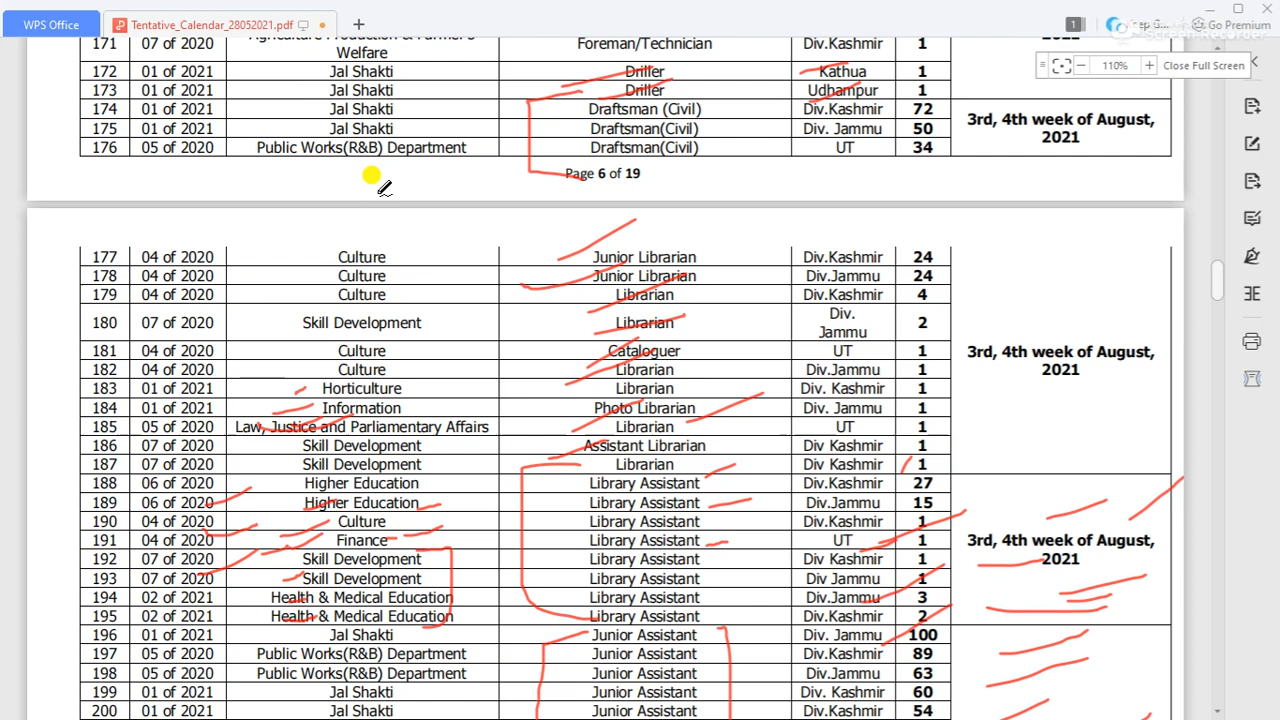 WPS Office
Tentative_Calendar_28052021.pdf
1
Go Premium
Screen Recorder
110%
Close Full Screen
171 07 of 2020 Agriculture Production & Farmer's Welfare Foreman/Technician Div.Kashmir 1
172 01 of 2021 Jal Shakti Driller Kathua 1
173 01 of 2021 Jal Shakti Driller Udhampur 1
174 01 of 2021 Jal Shakti Draftsman (Civil) Div.Kashmir 72 3rd, 4th week of August, 2021
175 01 of 2021 Jal Shakti Draftsman(Civil) Div. Jammu 50
176 05 of 2020 Public Works(R&B) Department Draftsman(Civil) UT 34
Page 6 of 19
177 04 of 2020 Culture Junior Librarian Div.Kashmir 24
178 04 of 2020 Culture Junior Librarian Div.Jammu 24
179 04 of 2020 Culture Librarian Div.Kashmir 4
180 07 of 2020 Skill Development Librarian Div. Jammu 2
181 04 of 2020 Culture Cataloguer UT 1 3rd, 4th week of August, 2021
182 04 of 2020 Culture Librarian Div.Jammu 1
183 01 of 2021 Horticulture Librarian Div. Kashmir 1
184 01 of 2021 Information Photo Librarian Div. Jammu 1
185 05 of 2020 Law, Justice and Parliamentary Affairs Librarian UT 1
186 07 of 2020 Skill Development Assistant Librarian Div Kashmir 1
187 07 of 2020 Skill Development Librarian Div Kashmir 1
188 06 of 2020 Higher Education Library Assistant Div.Kashmir 27
189 06 of 2020 Higher Education Library Assistant Div.Jammu 15
190 04 of 2020 Culture Library Assistant Div.Kashmir 1
191 04 of 2020 Finance Library Assistant UT 1 3rd, 4th week of August, 2021
192 07 of 2020 Skill Development Library Assistant Div Kashmir 1
193 07 of 2020 Skill Development Library Assistant Div Jammu 1
194 02 of 2021 Health & Medical Education Library Assistant Div.Jammu 3
195 02 of 2021 Health & Medical Education Library Assistant Div.Kashmir 2
196 01 of 2021 Jal Shakti Junior Assistant Div. Jammu 100
197 05 of 2020 Public Works(R&B) Department Junior Assistant Div.Kashmir 89
198 05 of 2020 Public Works(R&B) Department Junior Assistant Div.Jammu 63
199 01 of 2021 Jal Shakti Junior Assistant Div. Kashmir 60
200 01 of 2021 Jal Shakti Junior Assistant Div.Kashmir 54